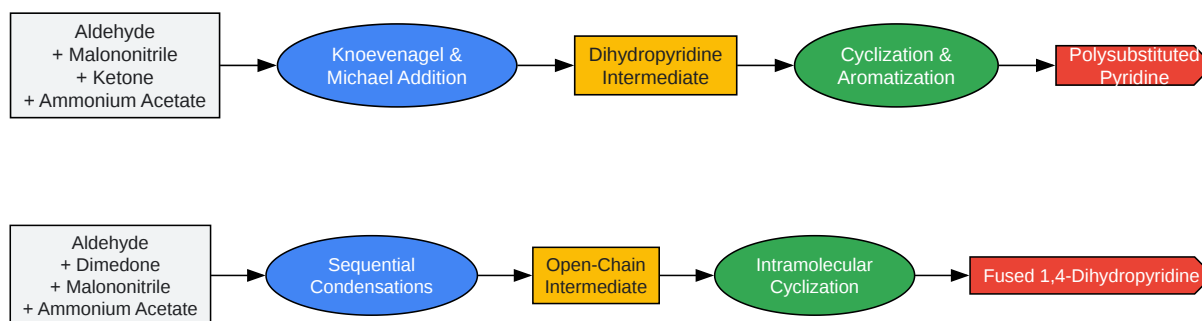 Aldehyde
+ Malononitrile
+ Ketone
+ Ammonium Acetate
Knoevenagel &
Michael Addition
Dihydropyridine
Intermediate
Cyclization &
Aromatization
Polysubstituted
Pyridine
Aldehyde
+ Dimedone
+ Malononitrile
+ Ammonium Acetate
Sequential
Condensations
Open-Chain
Intermediate
Intramolecular
Cyclization
Fused 1,4-Dihydropyridine